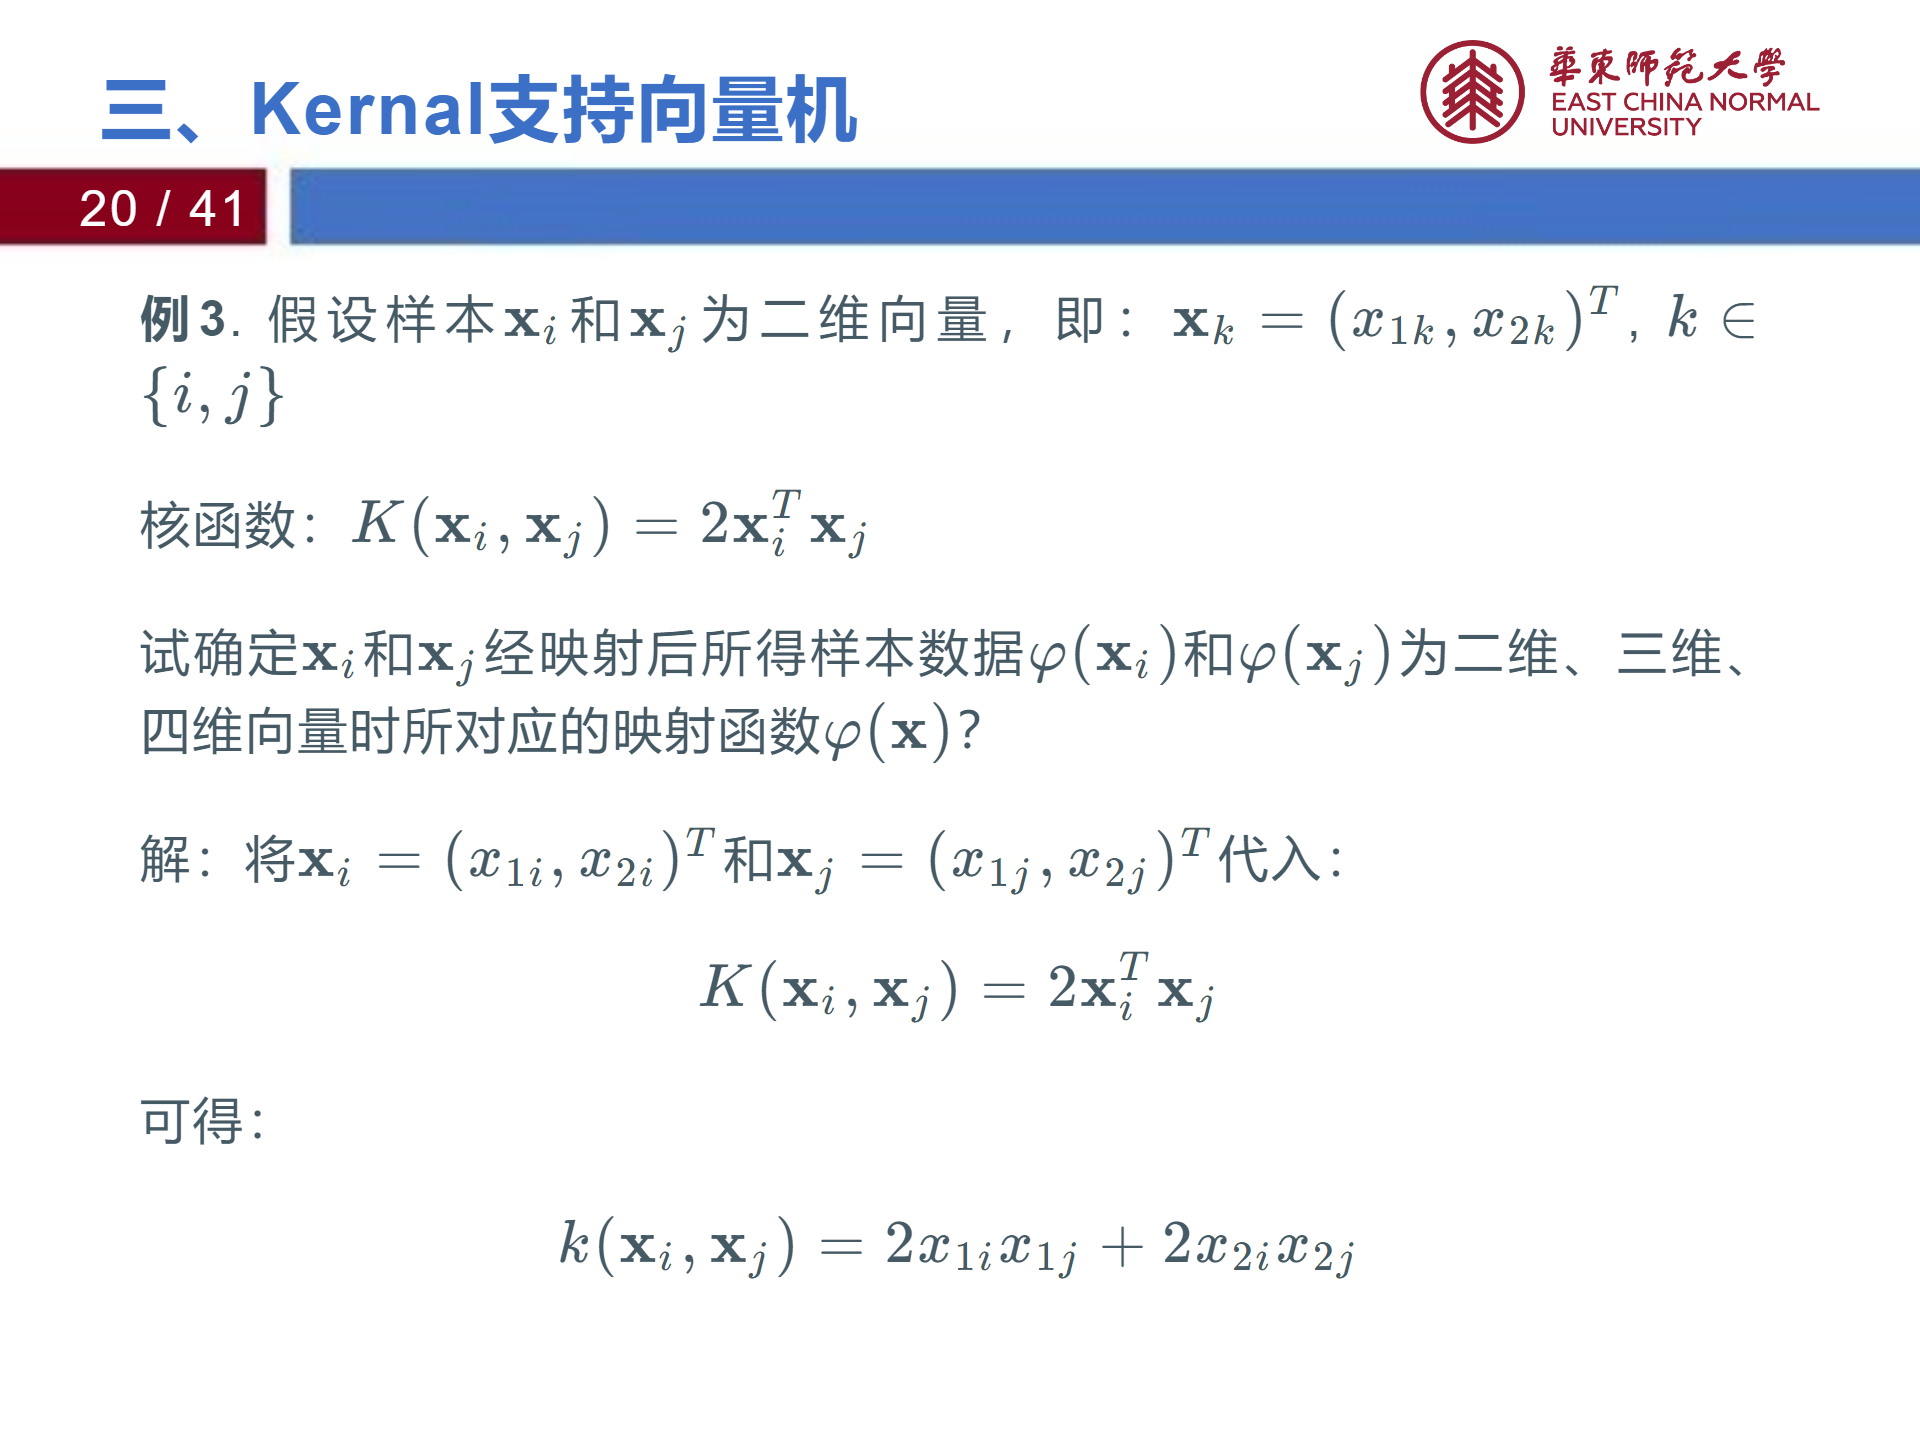 三、Kernal支持向量机
華東師範大學
EAST CHINA NORMAL
UNIVERSITY
20 / 41
例 3. 假设样本𝐱ᵢ和𝐱ⱼ为二维向量，即：𝐱ₖ = (x₁ₖ, x₂ₖ)ᵀ, k ∈
{i, j}
核函数：K(𝐱ᵢ, 𝐱ⱼ) = 2𝐱ᵢᵀ𝐱ⱼ
试确定𝐱ᵢ和𝐱ⱼ经映射后所得样本数据φ(𝐱ᵢ)和φ(𝐱ⱼ)为二维、三维、
四维向量时所对应的映射函数φ(𝐱)？
解：将𝐱ᵢ = (x₁ᵢ, x₂ᵢ)ᵀ和𝐱ⱼ = (x₁ⱼ, x₂ⱼ)ᵀ代入：
K(𝐱ᵢ, 𝐱ⱼ) = 2𝐱ᵢᵀ𝐱ⱼ
可得：
k(𝐱ᵢ, 𝐱ⱼ) = 2x₁ᵢx₁ⱼ + 2x₂ᵢx₂ⱼ